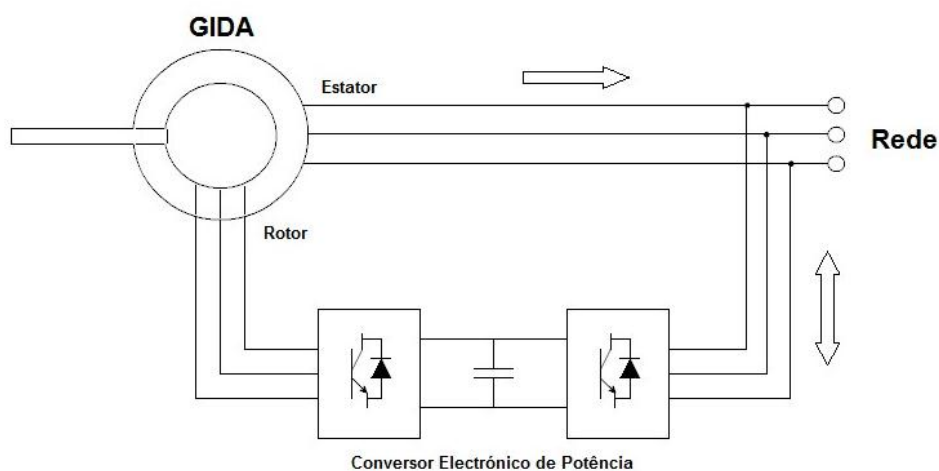 GIDA
Estator
Rede
Rotor
Conversor Electrónico de Potência